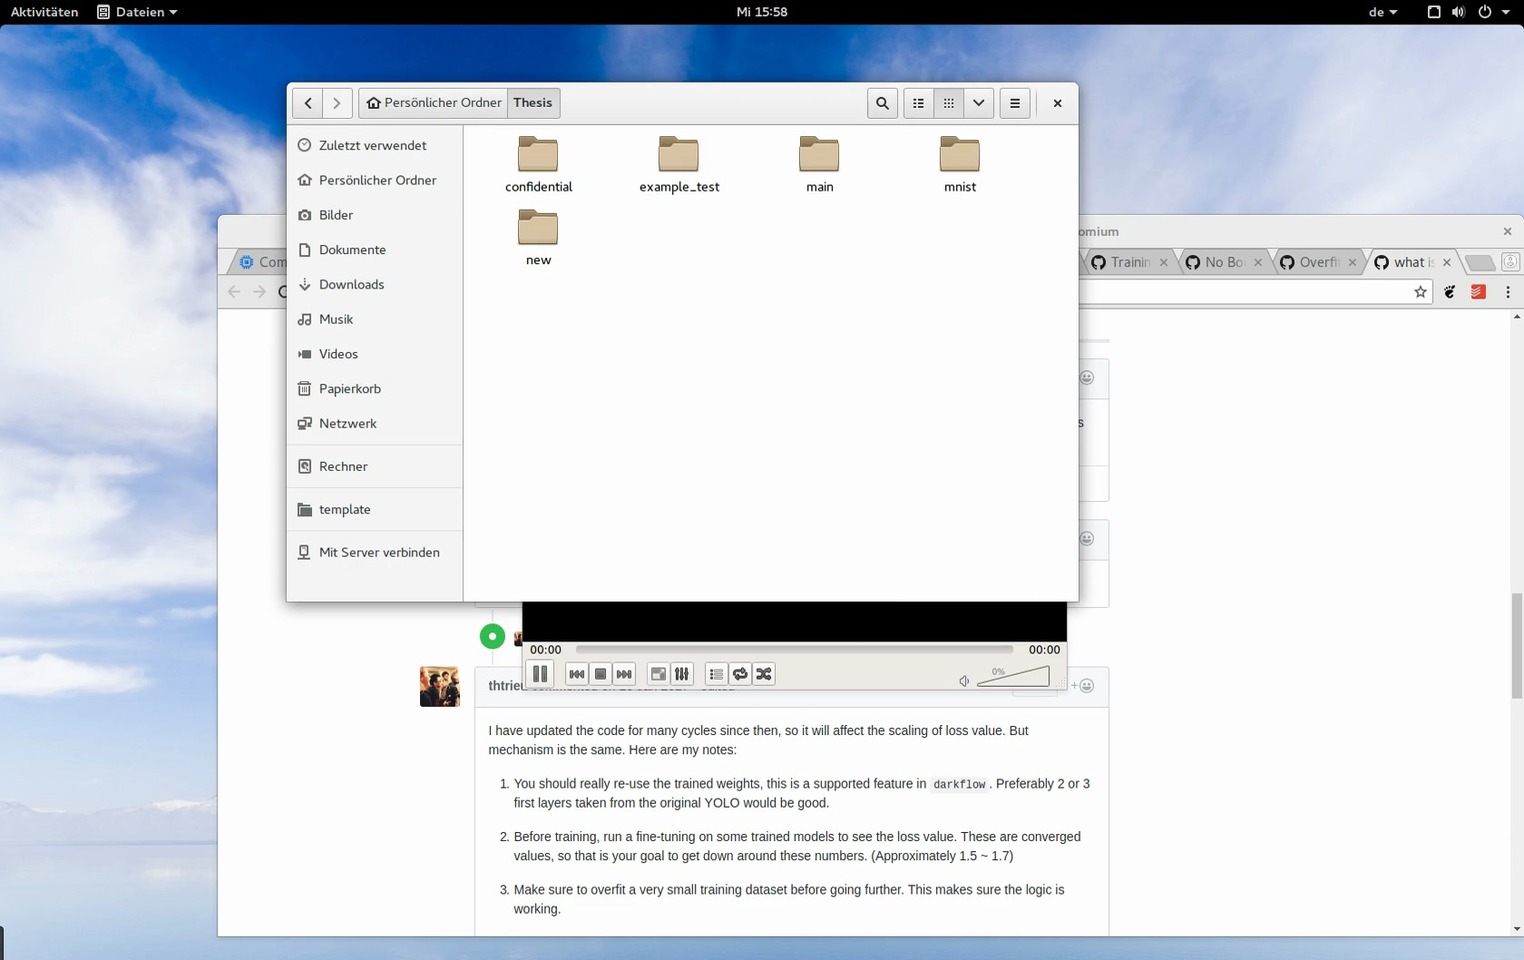 Aktivitäten Dateien Mi 15:58 de
Persönlicher Ordner Thesis
Zuletzt verwendet
Persönlicher Ordner
Bilder
Dokumente
Downloads
Musik
Videos
Papierkorb
Netzwerk
Rechner
template
Mit Server verbinden
confidential example_test main mnist
new
omium
Com Trainin No Bo Overfi what is
s
00:00 00:00
0%
I have updated the code for many cycles since then, so it will affect the scaling of loss value. But
mechanism is the same. Here are my notes:
1. You should really re-use the trained weights, this is a supported feature in darkflow. Preferably 2 or 3
first layers taken from the original YOLO would be good.
2. Before training, run a fine-tuning on some trained models to see the loss value. These are converged
values, so that is your goal to get down around these numbers. (Approximately 1.5 ~ 1.7)
3. Make sure to overfit a very small training dataset before going further. This makes sure the logic is
working.